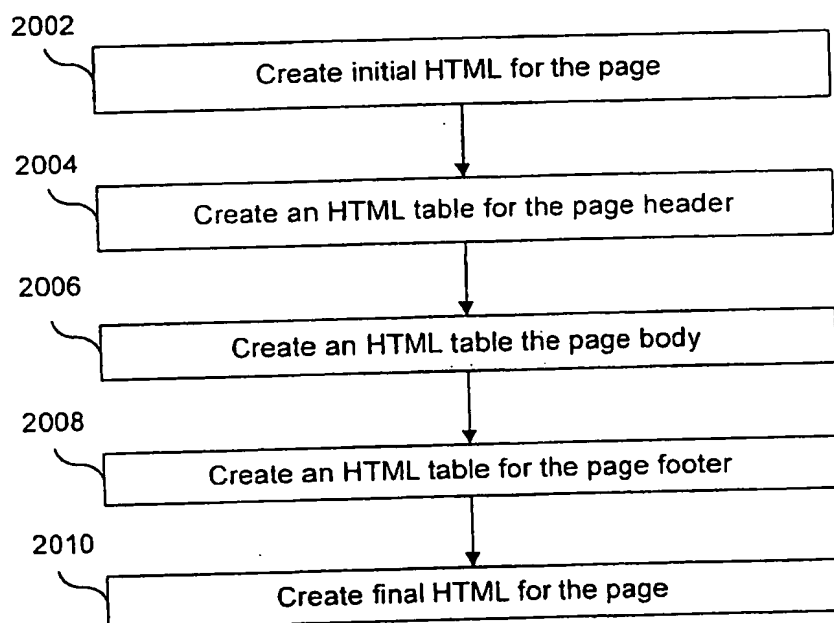 2002
Create initial HTML for the page
2004
Create an HTML table for the page header
2006
Create an HTML table the page body
2008
Create an HTML table for the page footer
2010
Create final HTML for the page